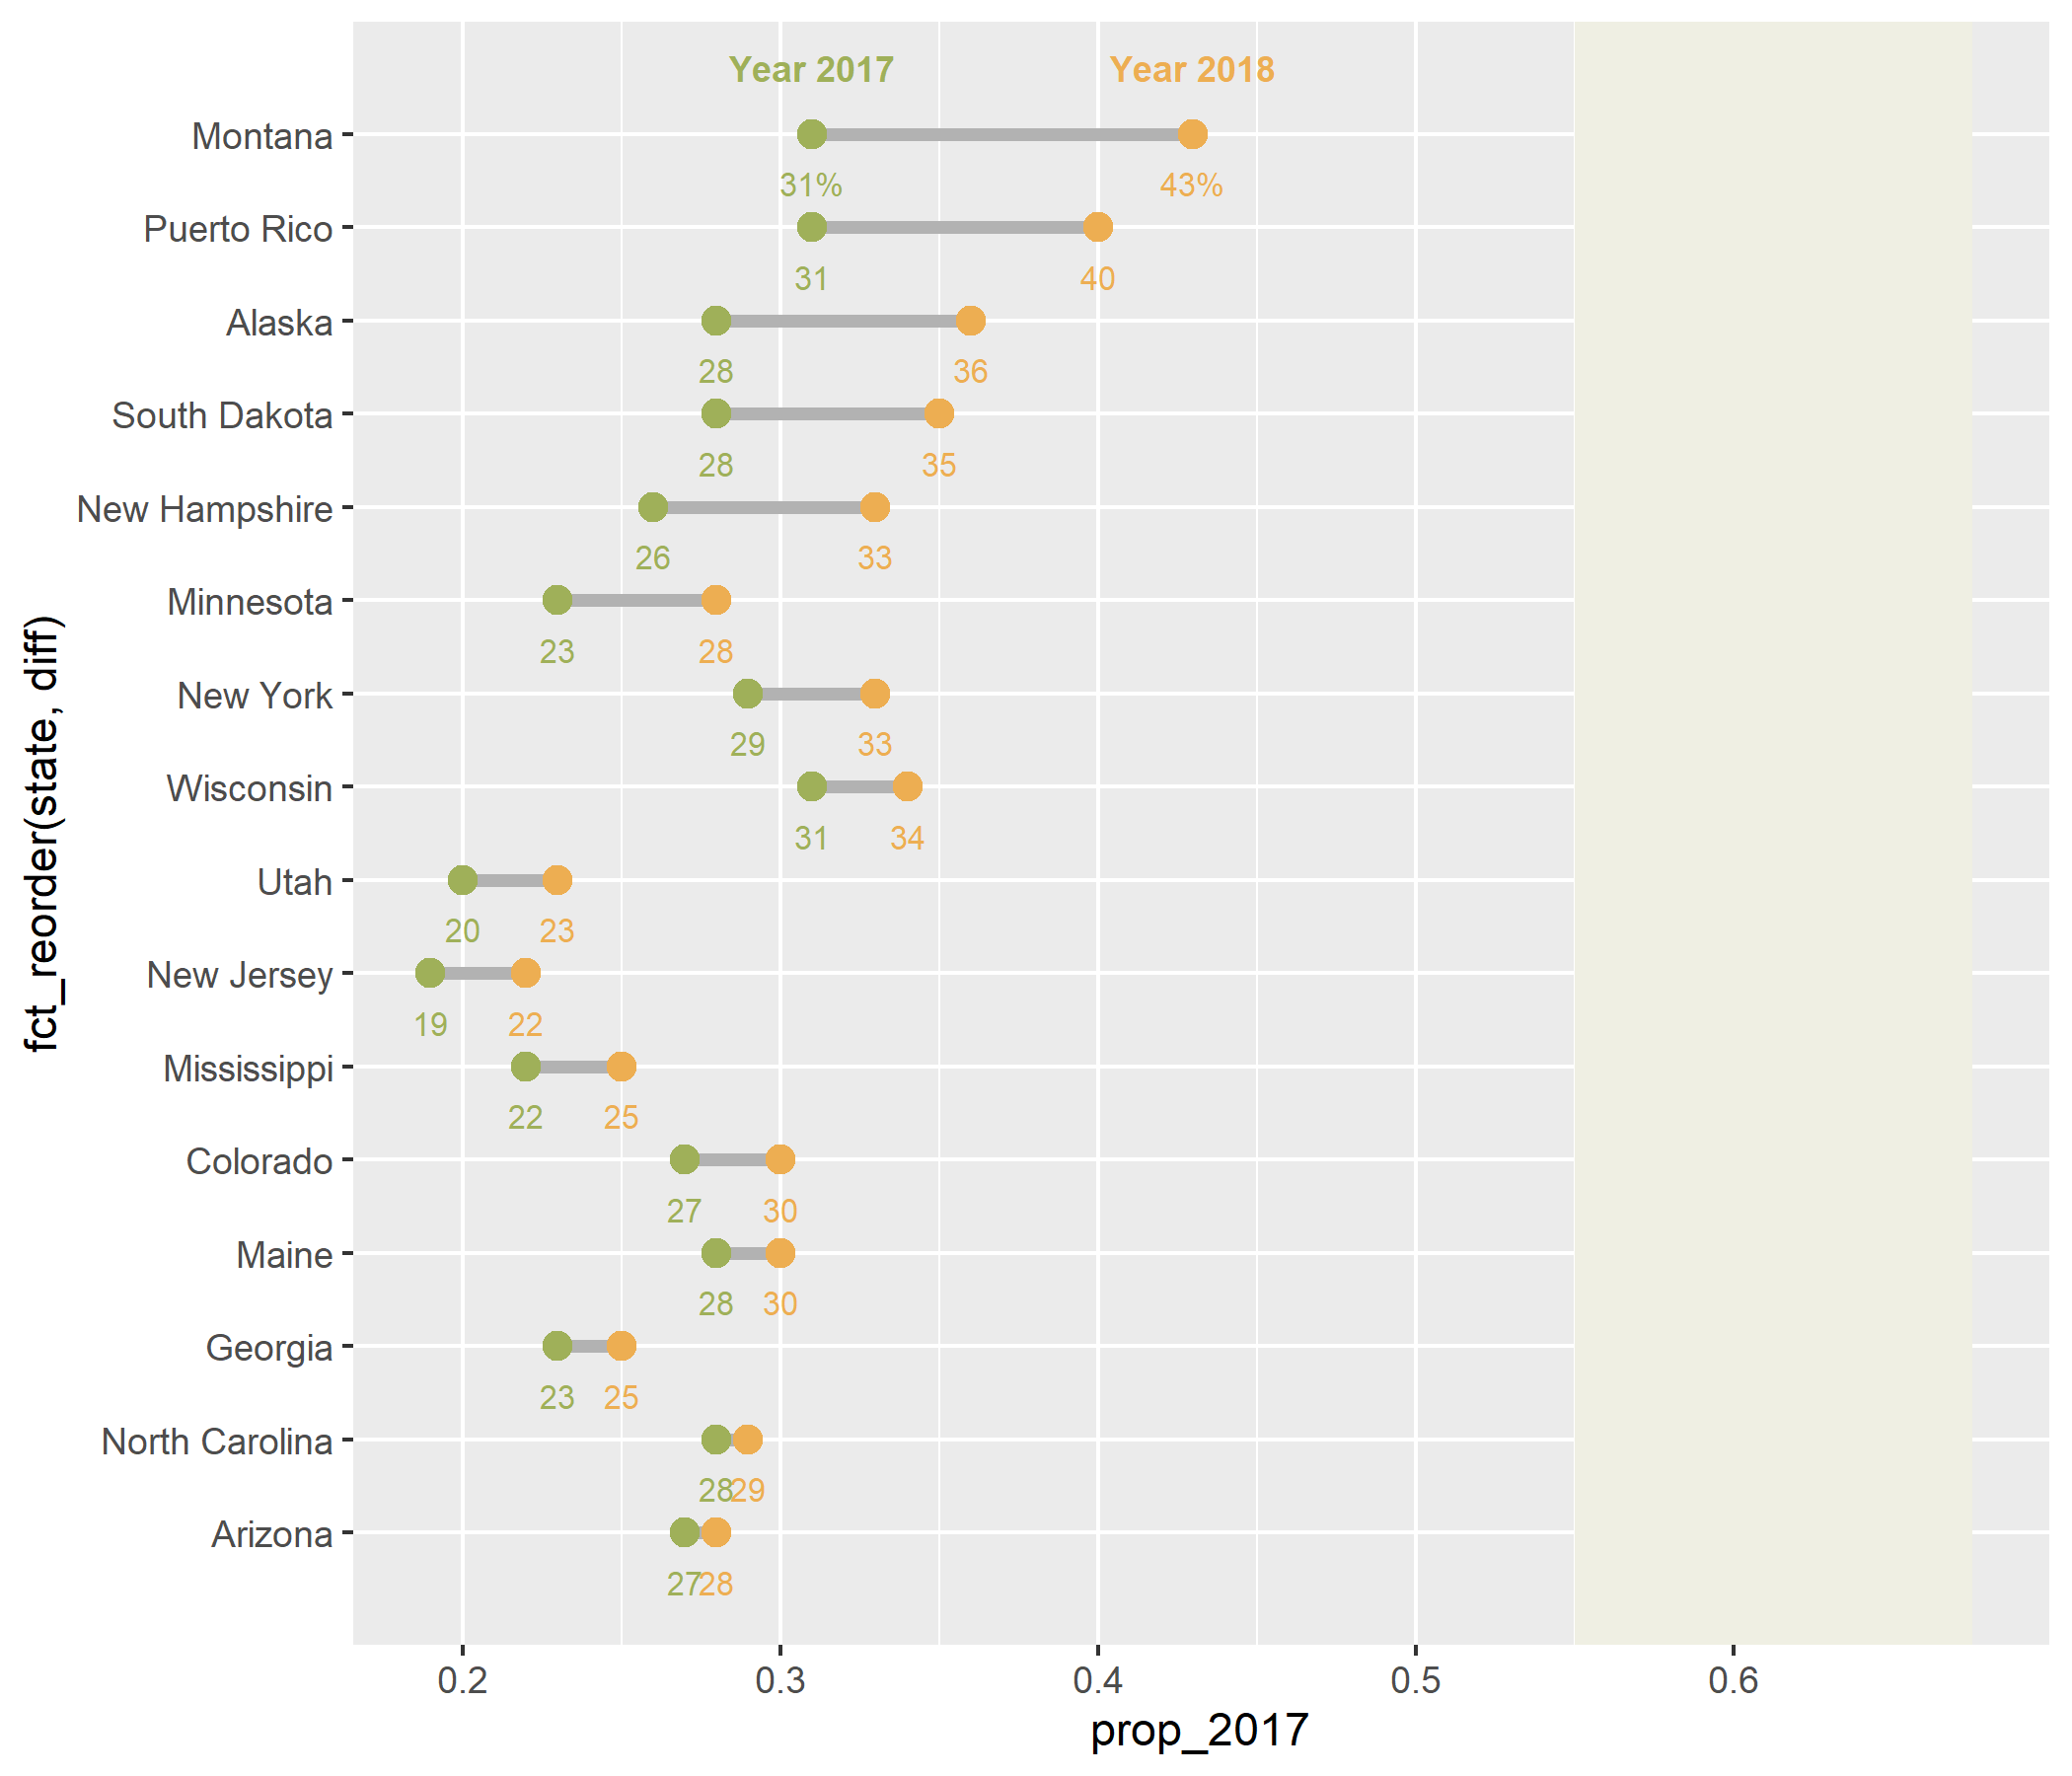 Year 2017 Year 2018
Montana
31% 43%
Puerto Rico
31 40
Alaska
28 36
South Dakota
28 35
New Hampshire
26 33
Minnesota
23 28
New York
29 33
Wisconsin
31 34
Utah
20 23
New Jersey
19 22
Mississippi
22 25
Colorado
27 30
Maine
28 30
Georgia
23 25
North Carolina
28 29
Arizona
27 28
0.2 0.3 0.4 0.5 0.6
prop_2017
fct_reorder(state, diff)